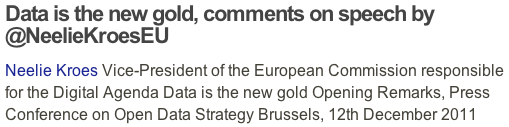 Data is the new gold, comments on speech by
@NeelieKroesEU
Neelie Kroes Vice-President of the European Commission responsible
for the Digital Agenda Data is the new gold Opening Remarks, Press
Conference on Open Data Strategy Brussels, 12th December 2011